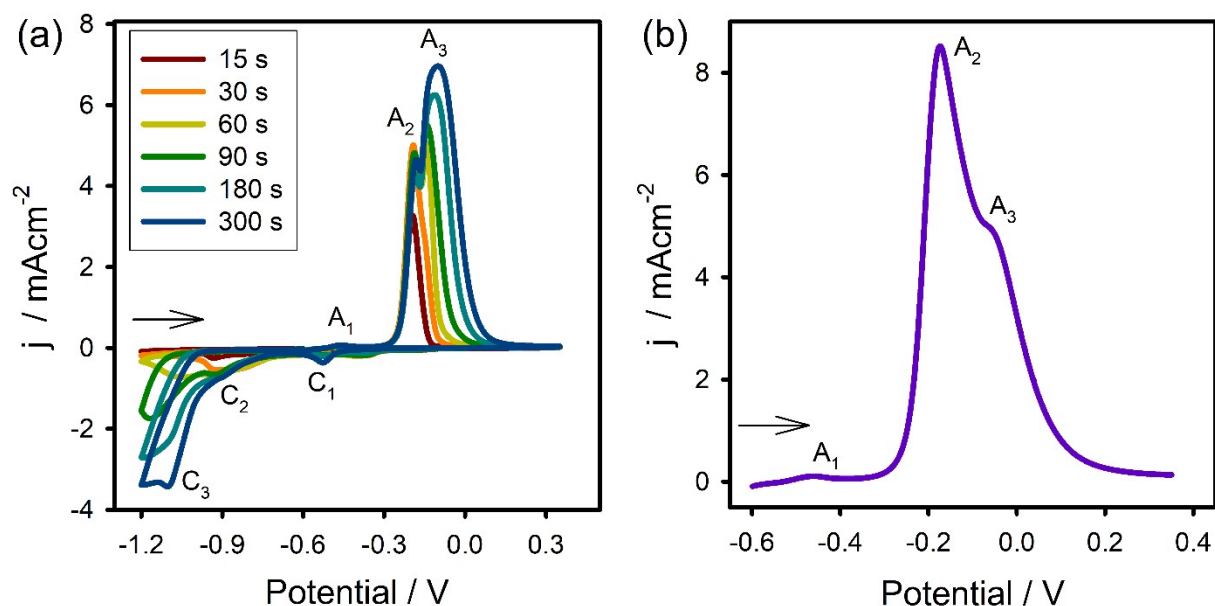 (a)
8
6
4
2
0
-2
-4
j / mAcm-2
15 s
30 s
60 s
90 s
180 s
300 s
A3
A2
A1
C1
C2
C3
-1.2 -0.9 -0.6 -0.3 0.0 0.3
Potential / V
(b)
8
6
4
2
0
j / mAcm-2
A2
A3
A1
-0.6 -0.4 -0.2 0.0 0.2 0.4
Potential / V